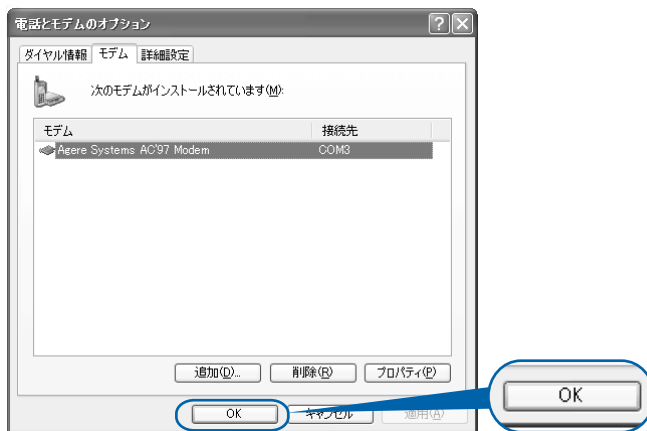 電話とモデムのオプション
ダイヤル情報 モデム 詳細設定
次のモデムがインストールされています(M):
モデム 接続先
Agere Systems AC'97 Modem COM3
追加(D)... 削除(R) プロパティ(P)
OK キャンセル 適用(A)
OK